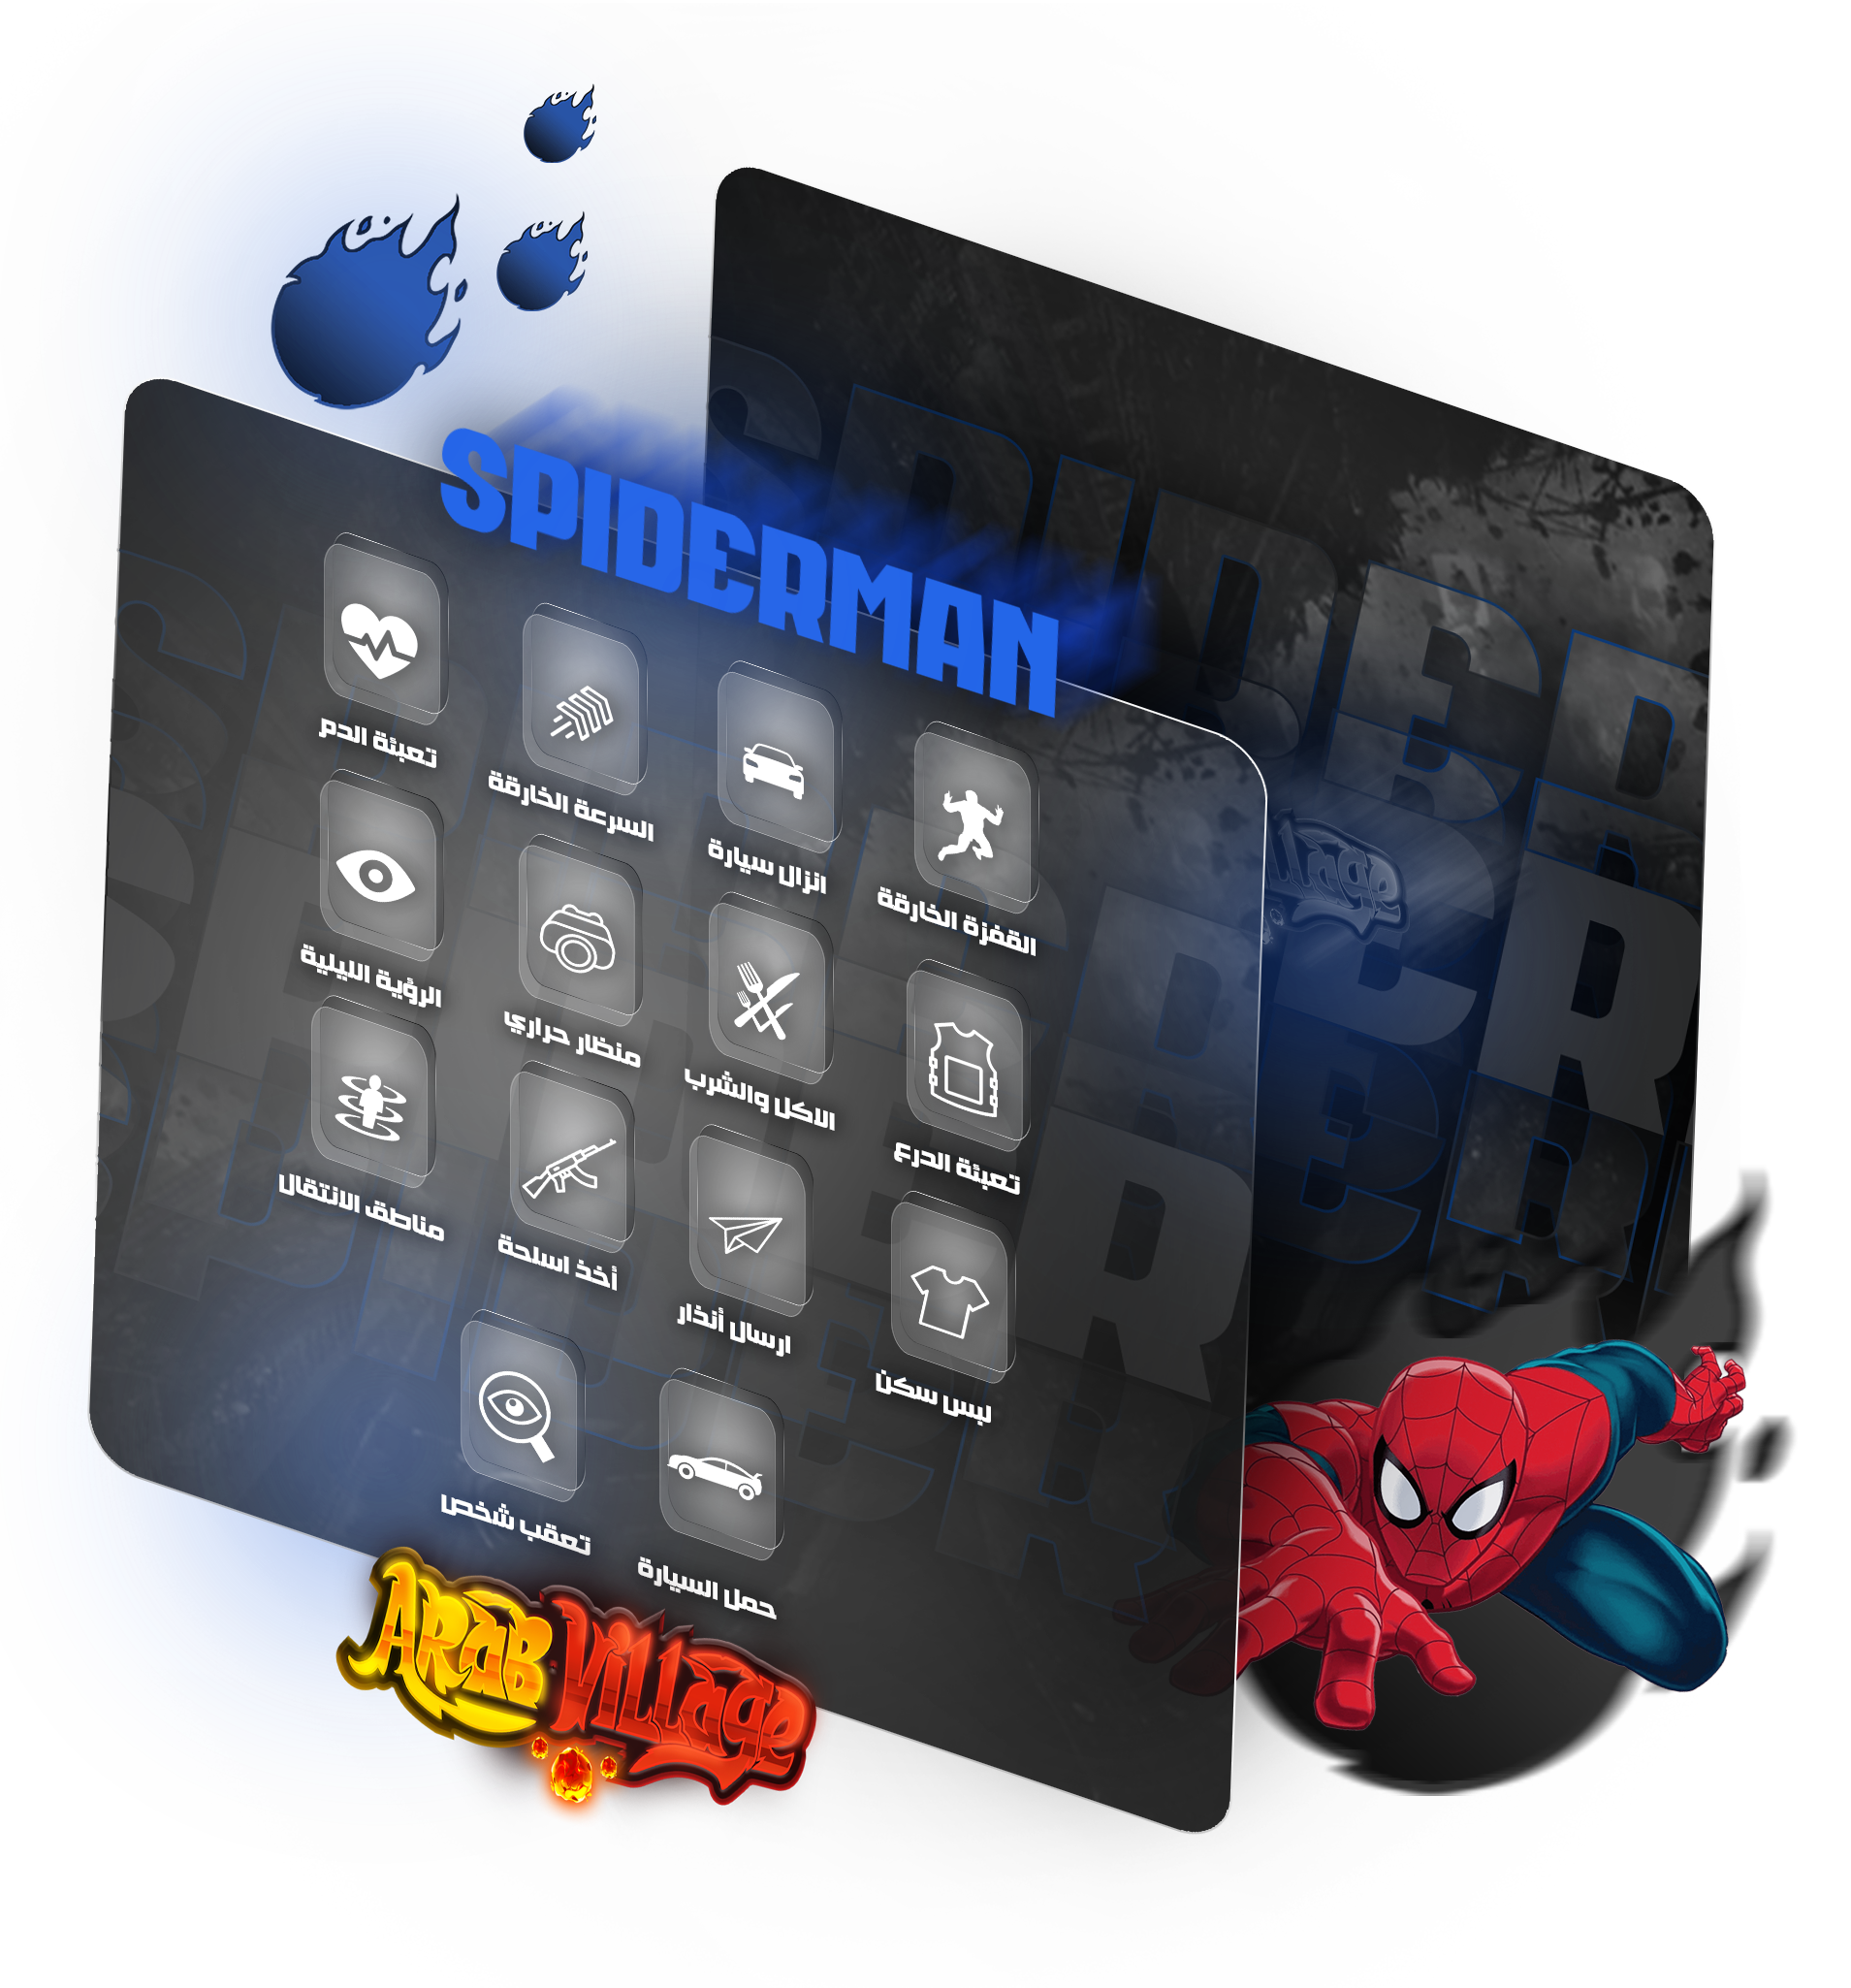 SPIDERMAN
تعبئة الدم
السرعة الخارقة
انزال سيارة
القفزة الخارقة
الرؤية الليلية
منظار حراري
الاكل والشرب
تعبئة الدرع
مناطق الانتقال
أخذ اسلحة
ارسال أنذار
لبس سكن
تعقب شخص
حمل السيارة
ARAB Village